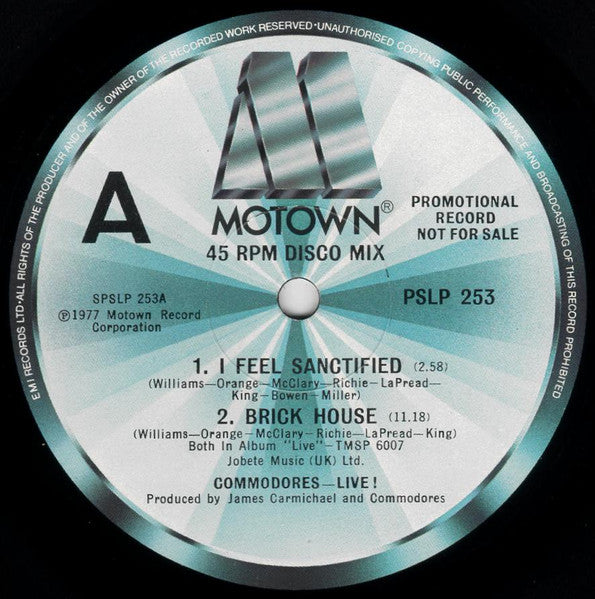 EMI RECORDS LTD·ALL RIGHTS OF THE PRODUCER AND OF THE OWNER OF THE RECORDED WORK RESERVED·UNAUTHORISED COPYING PUBLIC PERFORMANCE AND BROADCASTING OF THIS RECORD PROHIBITED
A
MOTOWN®
45 RPM DISCO MIX
PROMOTIONAL
RECORD
NOT FOR SALE
SPSLP 253A
℗1977 Motown Record
Corporation
PSLP 253
1. I FEEL SANCTIFIED (2.58)
(Williams—Orange—McClary—Richie—LaPread—
King—Bowen—Miller)
2. BRICK HOUSE (11.18)
(Williams—Orange—McClary—Richie—LaPread—King)
Both In Album "Live"—TMSP 6007
Jobete Music (UK) Ltd.
COMMODORES—LIVE!
Produced by James Carmichael and Commodores